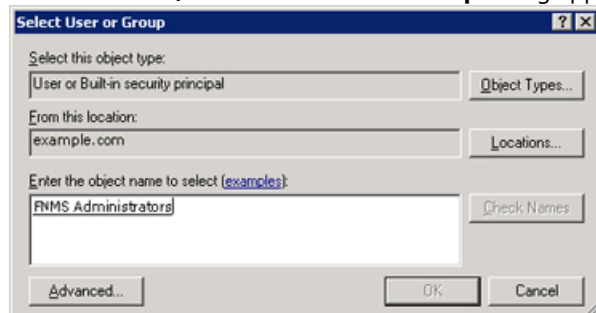 Select User or Group
Select this object type:
User or Built-in security principal
Object Types...
From this location:
example.com
Locations...
Enter the object name to select (examples):
FNMS Administrators
Check Names
Advanced...
OK
Cancel